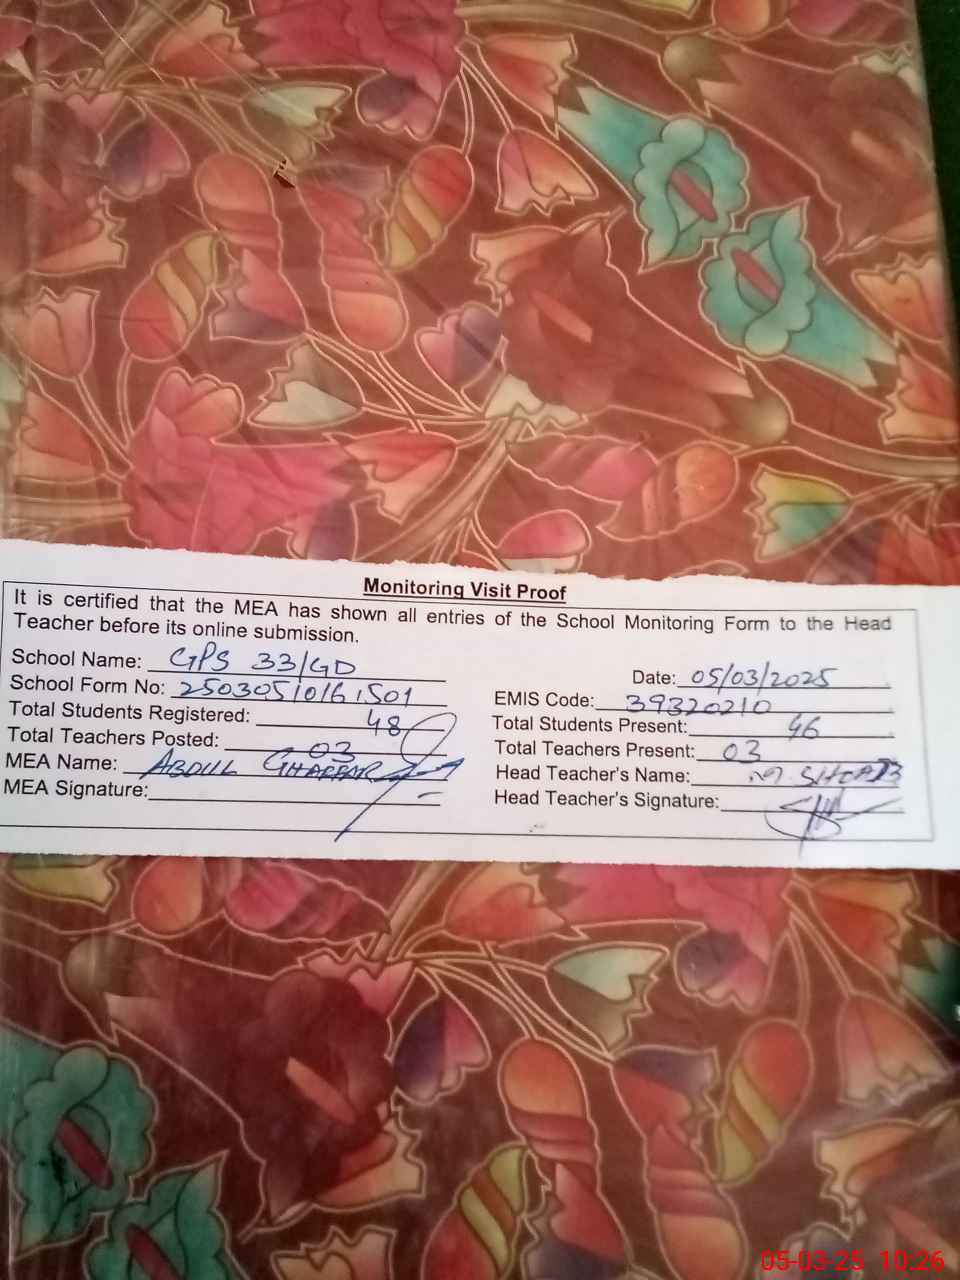 Monitoring Visit Proof
It is certified that the MEA has shown all entries of the School Monitoring Form to the Head
Teacher before its online submission.
School Name: GPS 33/GD
Date: 05/03/2025
School Form No: 25030510161501
EMIS Code: 39320210
Total Students Registered: 48
Total Students Present: 46
Total Teachers Posted: 03
Total Teachers Present: 03
MEA Name: ABDUL GHAFFAR
Head Teacher's Name: M.
MEA Signature:
Head Teacher's Signature:
05-03-25 10:26